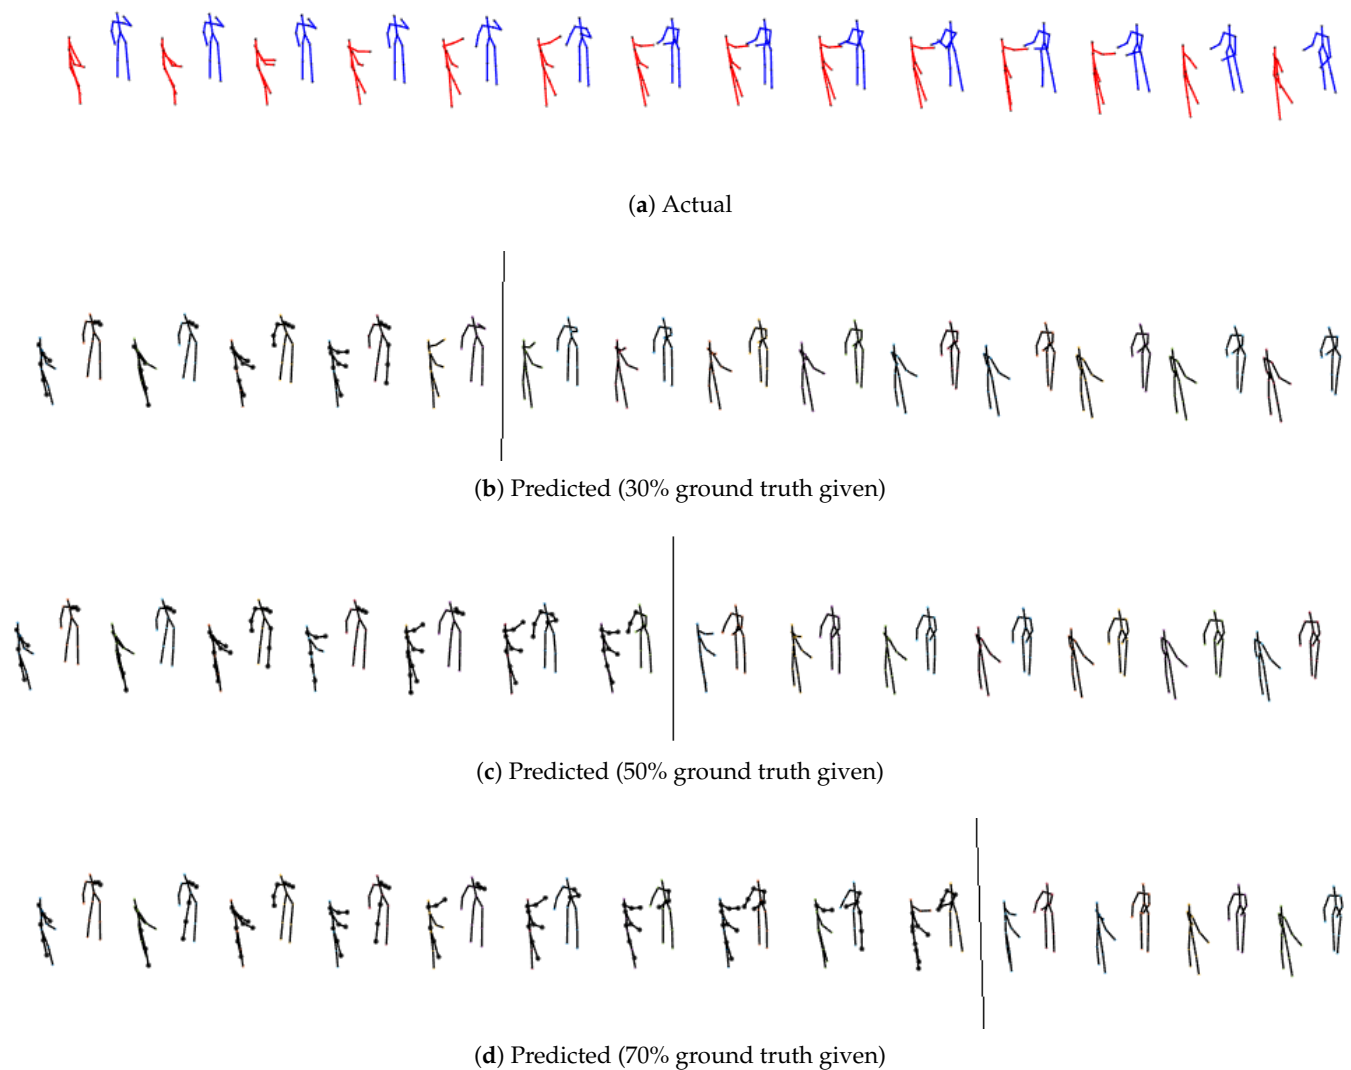 (a) Actual
(b) Predicted (30% ground truth given)
(c) Predicted (50% ground truth given)
(d) Predicted (70% ground truth given)